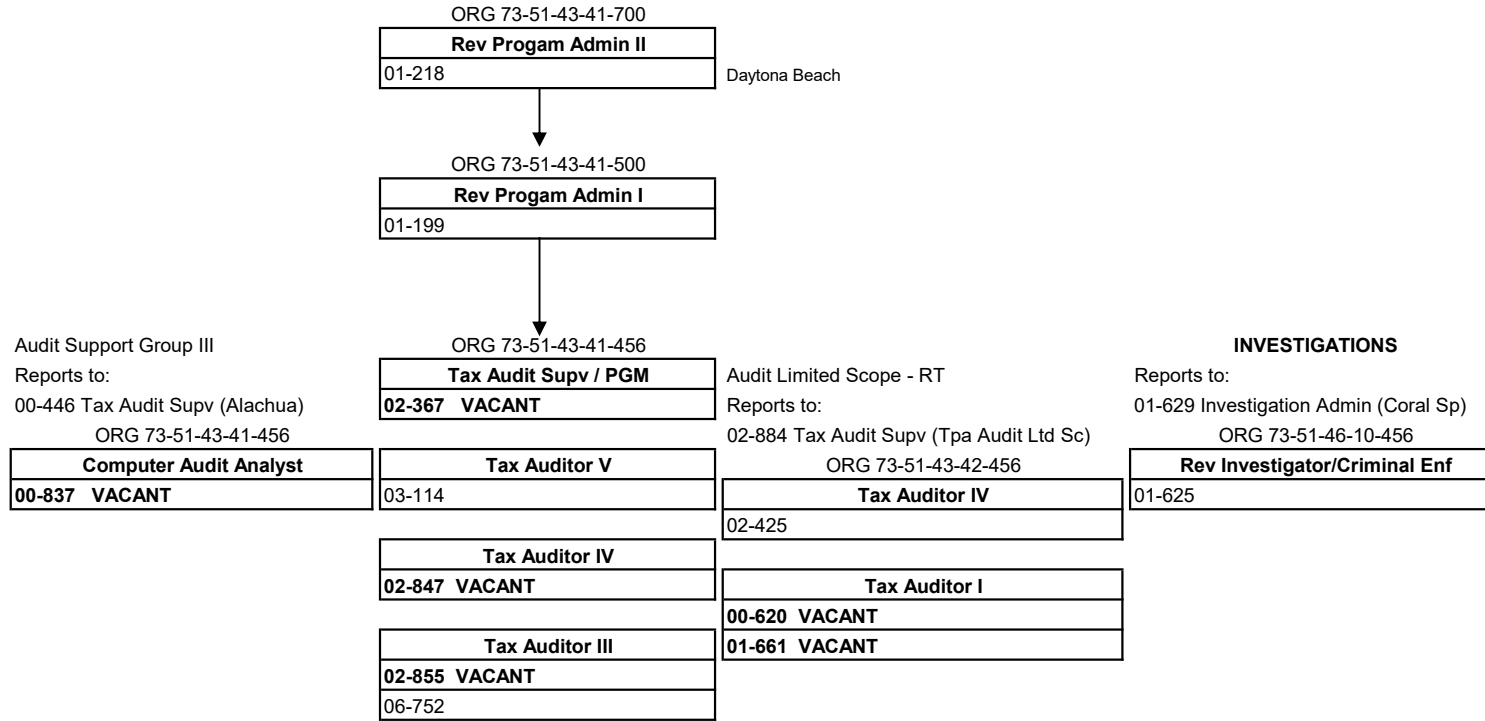 ORG 73-51-43-41-700
Rev Progam Admin II
01-218
Daytona Beach
ORG 73-51-43-41-500
Rev Progam Admin I
01-199
Audit Support Group III
Reports to:
00-446 Tax Audit Supv (Alachua)
ORG 73-51-43-41-456
Computer Audit Analyst
00-837 VACANT
ORG 73-51-43-41-456
Tax Audit Supv / PGM
02-367 VACANT
Tax Auditor V
03-114
Tax Auditor IV
02-847 VACANT
Tax Auditor III
02-855 VACANT
06-752
Audit Limited Scope - RT
Reports to:
02-884 Tax Audit Supv (Tpa Audit Ltd Sc)
ORG 73-51-43-42-456
Tax Auditor IV
02-425
Tax Auditor I
00-620 VACANT
01-661 VACANT
INVESTIGATIONS
Reports to:
01-629 Investigation Admin (Coral Sp)
ORG 73-51-46-10-456
Rev Investigator/Criminal Enf
01-625